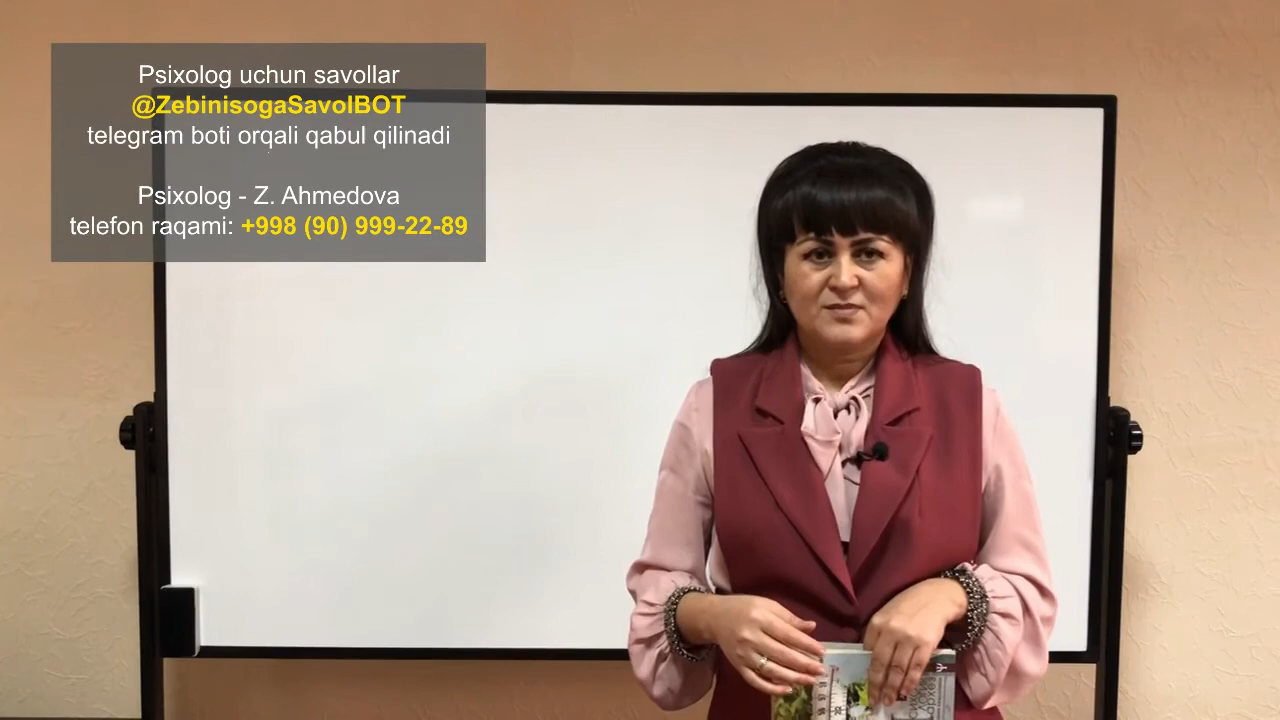 Psixolog uchun savollar
@ZebinisogaSavolBOT
telegram boti orqali qabul qilinadi
Psixolog - Z. Ahmedova
telefon raqami: +998 (90) 999-22-89